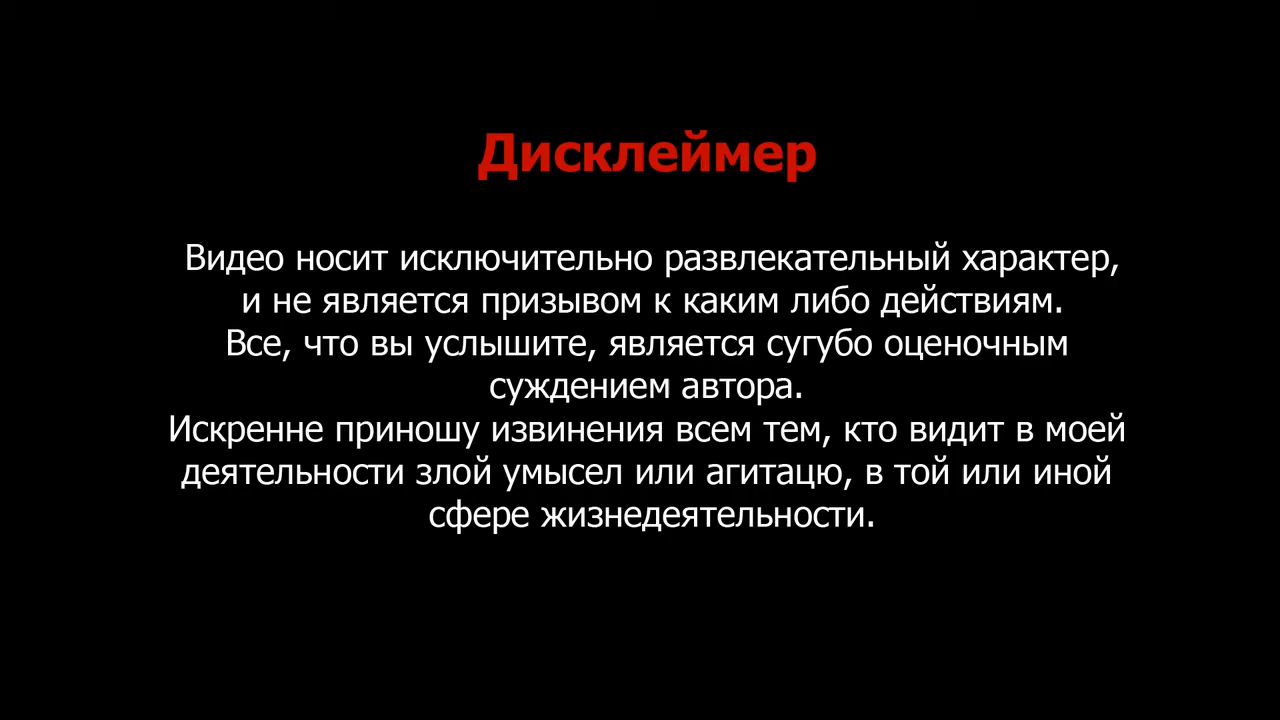 Дисклеймер
Видео носит исключительно развлекательный характер,
и не является призывом к каким либо действиям.
Все, что вы услышите, является сугубо оценочным
суждением автора.
Искренне приношу извинения всем тем, кто видит в моей
деятельности злой умысел или агитацю, в той или иной
сфере жизнедеятельности.